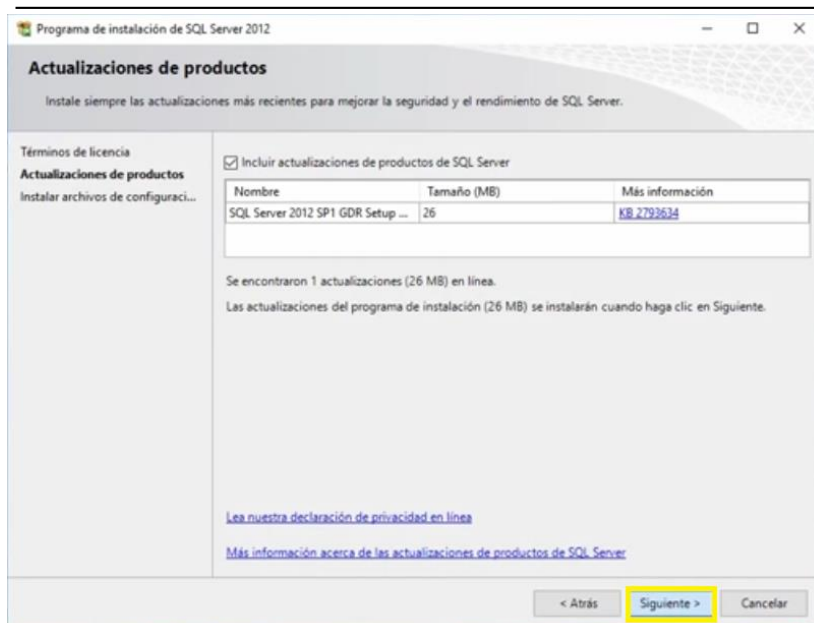 Programa de instalación de SQL Server 2012
Actualizaciones de productos
Instale siempre las actualizaciones más recientes para mejorar la seguridad y el rendimiento de SQL Server.
Términos de licencia
Actualizaciones de productos
Instalar archivos de configuraci...
Incluir actualizaciones de productos de SQL Server
Nombre Tamaño (MB) Más información
SQL Server 2012 SP1 GDR Setup ... 26 KB 2793634
Se encontraron 1 actualizaciones (26 MB) en línea.
Las actualizaciones del programa de instalación (26 MB) se instalarán cuando haga clic en Siguiente.
Lea nuestra declaración de privacidad en línea
Más información acerca de las actualizaciones de productos de SQL Server
< Atrás Siguiente > Cancelar